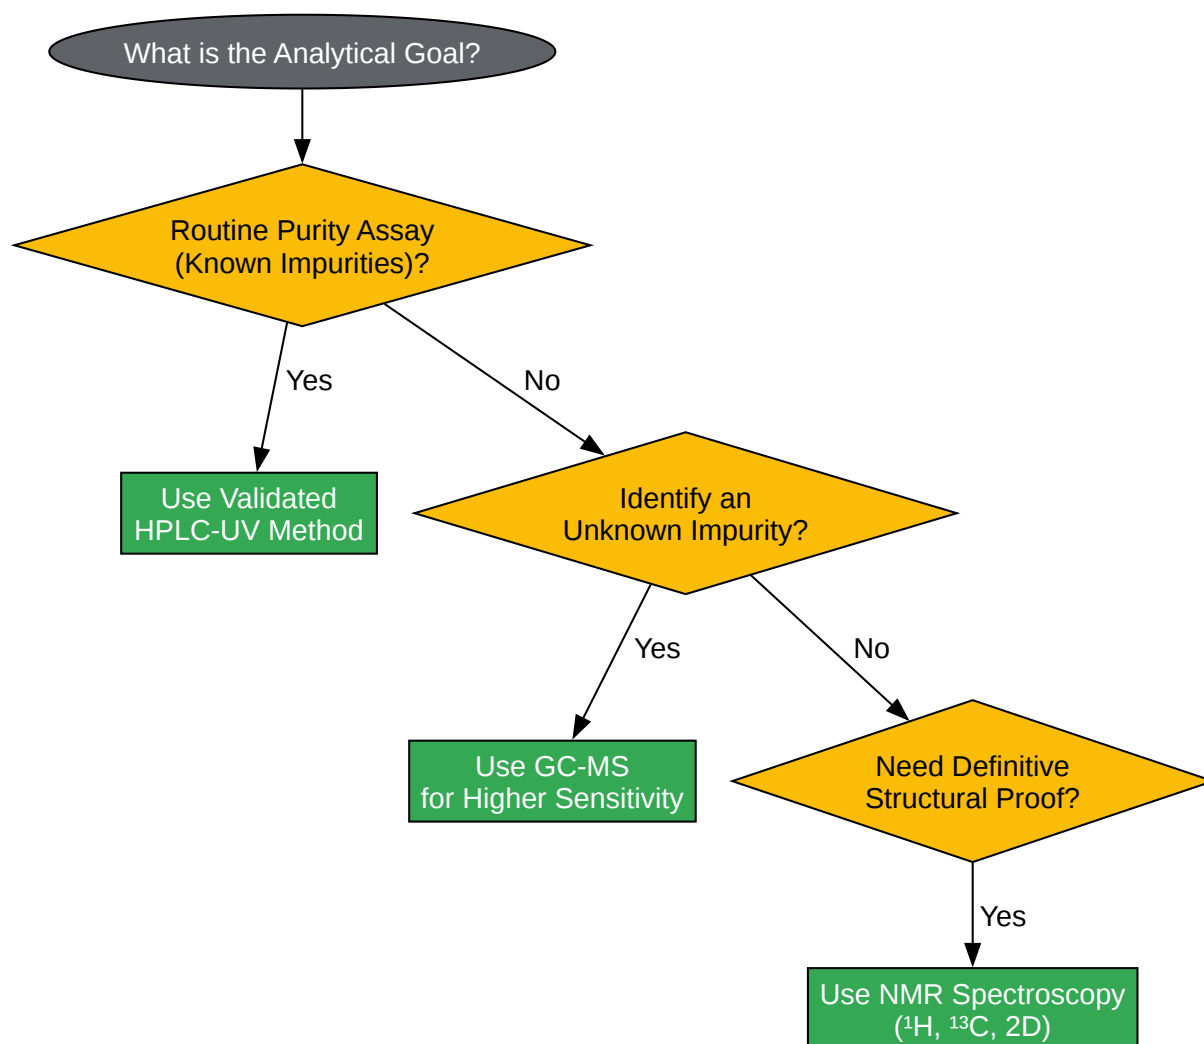 What is the Analytical Goal?
Routine Purity Assay
(Known Impurities)?
Yes
No
Use Validated
HPLC-UV Method
Identify an
Unknown Impurity?
Yes
No
Use GC-MS
for Higher Sensitivity
Need Definitive
Structural Proof?
Yes
Use NMR Spectroscopy
(¹H, ¹³C, 2D)